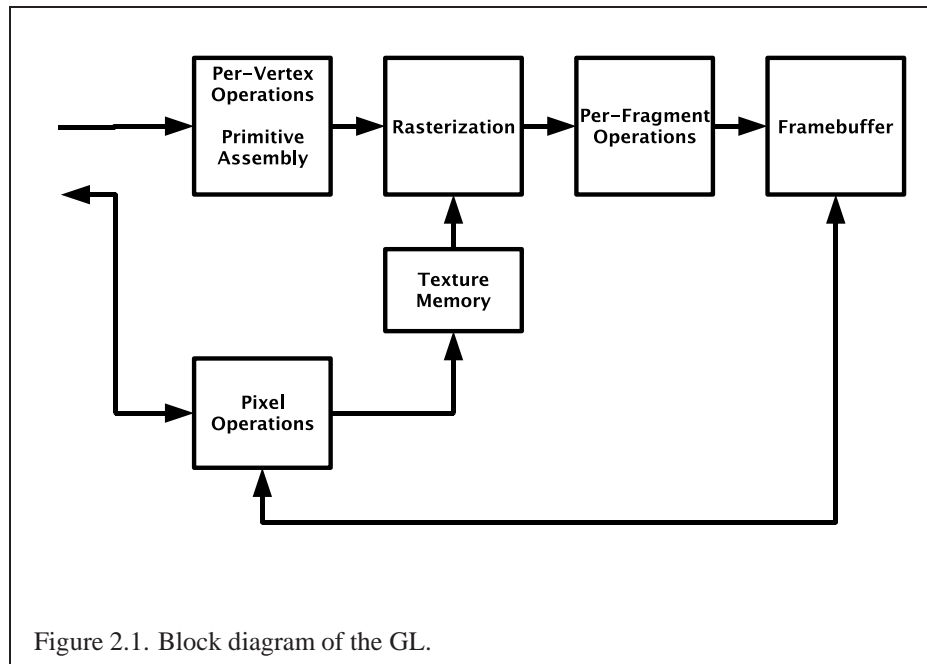 Per-Vertex
Operations
Primitive
Assembly
Rasterization
Per-Fragment
Operations
Framebuffer
Texture
Memory
Pixel
Operations
Figure 2.1. Block diagram of the GL.